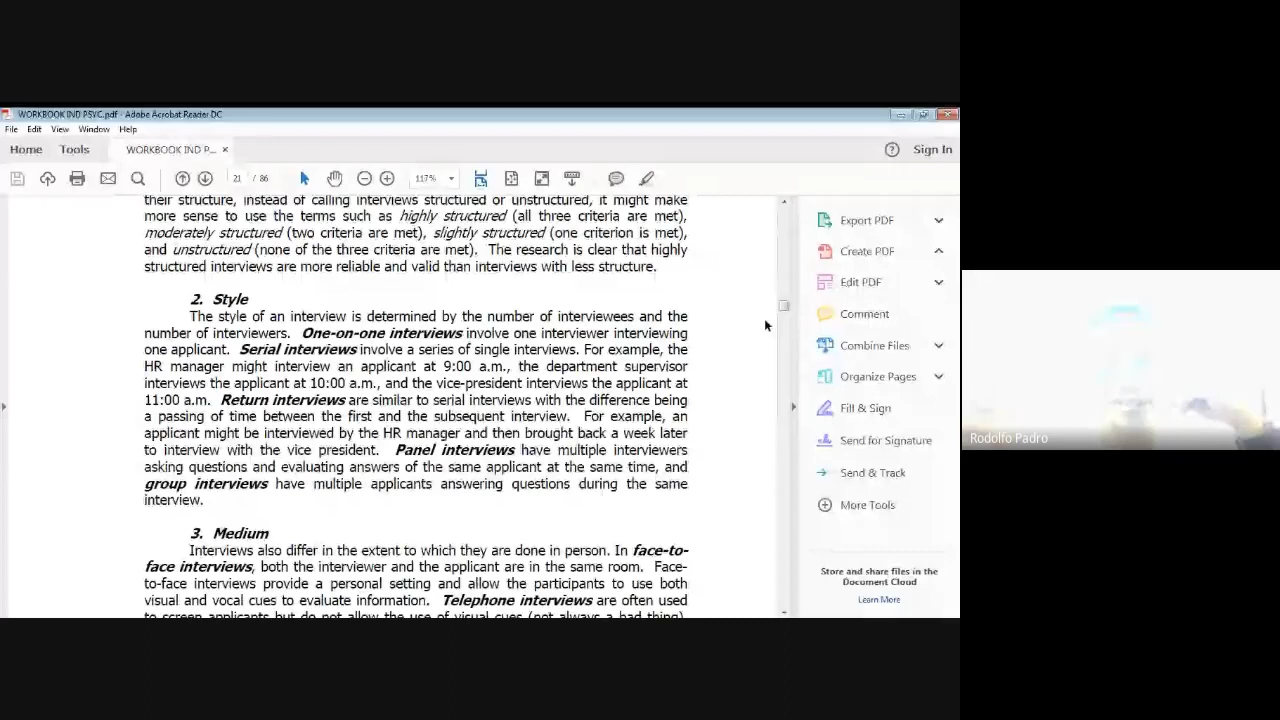 WORKBOOK IND PSYC.pdf - Adobe Acrobat Reader DC
File Edit View Window Help
Home Tools WORKBOOK IND P... × Sign In
21 / 86 117%
their structure, instead of calling interviews structured or unstructured, it might make
more sense to use the terms such as highly structured (all three criteria are met),
moderately structured (two criteria are met), slightly structured (one criterion is met),
and unstructured (none of the three criteria are met). The research is clear that highly
structured interviews are more reliable and valid than interviews with less structure.
2. Style
The style of an interview is determined by the number of interviewees and the
number of interviewers. One-on-one interviews involve one interviewer interviewing
one applicant. Serial interviews involve a series of single interviews. For example, the
HR manager might interview an applicant at 9:00 a.m., the department supervisor
interviews the applicant at 10:00 a.m., and the vice-president interviews the applicant at
11:00 a.m. Return interviews are similar to serial interviews with the difference being
a passing of time between the first and the subsequent interview. For example, an
applicant might be interviewed by the HR manager and then brought back a week later
to interview with the vice president. Panel interviews have multiple interviewers
asking questions and evaluating answers of the same applicant at the same time, and
group interviews have multiple applicants answering questions during the same
interview.
3. Medium
Interviews also differ in the extent to which they are done in person. In face-to-
face interviews, both the interviewer and the applicant are in the same room. Face-
to-face interviews provide a personal setting and allow the participants to use both
visual and vocal cues to evaluate information. Telephone interviews are often used
to screen applicants but do not allow the use of visual cues (not always a bad thing).
Export PDF
Create PDF
Edit PDF
Comment
Combine Files
Organize Pages
Fill & Sign
Send for Signature
Send & Track
More Tools
Store and share files in the
Document Cloud
Learn More
Rodolfo Padro